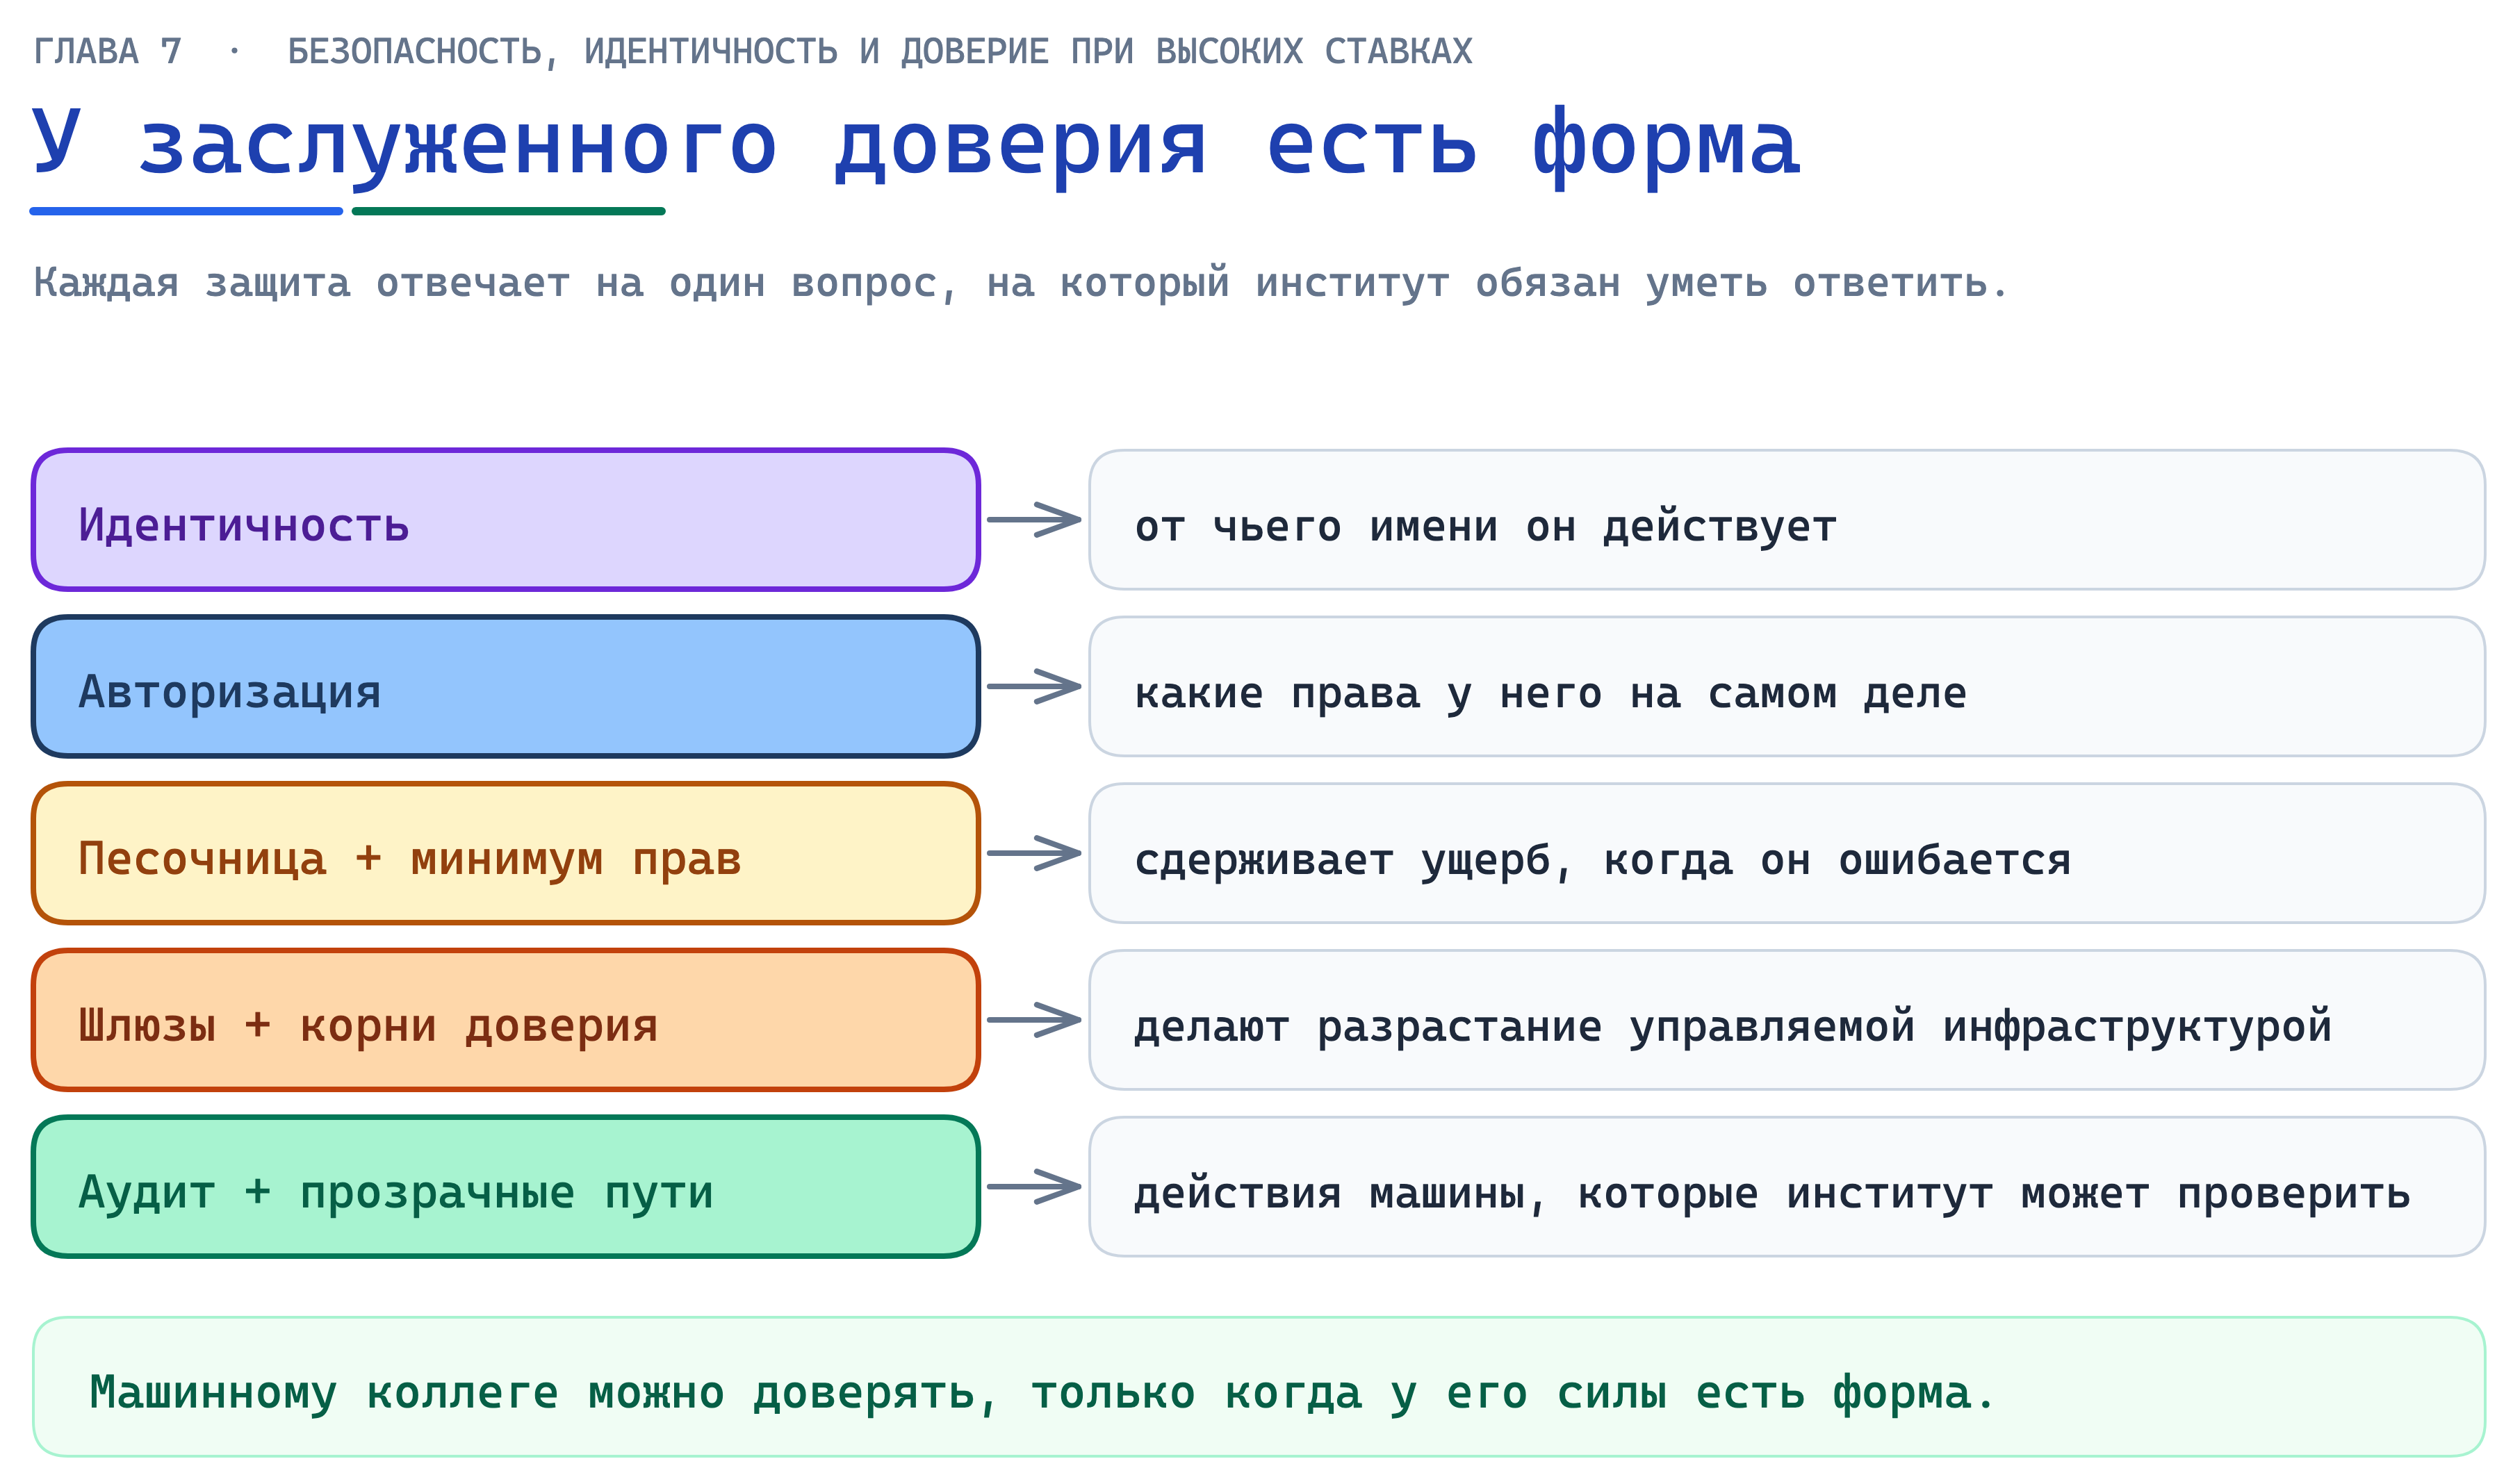 ГЛАВА 7 · БЕЗОПАСНОСТЬ, ИДЕНТИЧНОСТЬ И ДОВЕРИЕ ПРИ ВЫСОКИХ СТАВКАХ
У заслуженного доверия есть форма
Каждая защита отвечает на один вопрос, на который институт обязан уметь ответить.
Идентичность
от чьего имени он действует
Авторизация
какие права у него на самом деле
Песочница + минимум прав
сдерживает ущерб, когда он ошибается
Шлюзы + корни доверия
делают разрастание управляемой инфраструктурой
Аудит + прозрачные пути
действия машины, которые институт может проверить
Машинному коллеге можно доверять, только когда у его силы есть форма.